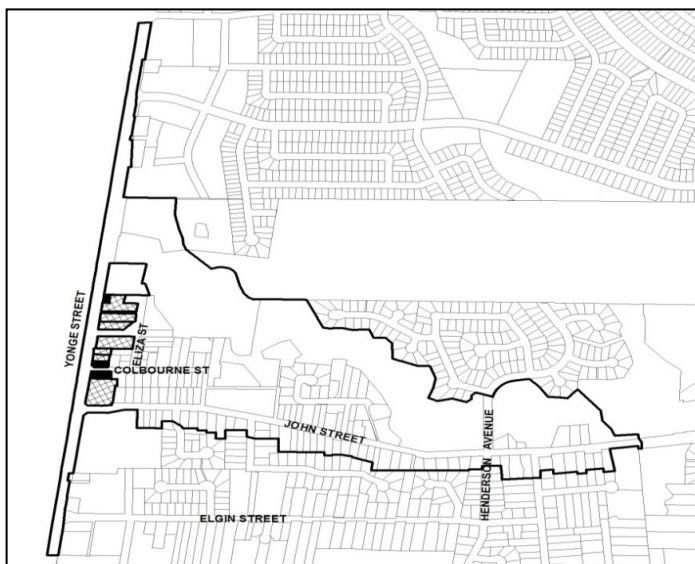 YONGE STREET
ELIZA ST
COLBOURNE ST
JOHN STREET
HENDERSON AVENUE
ELGIN STREET